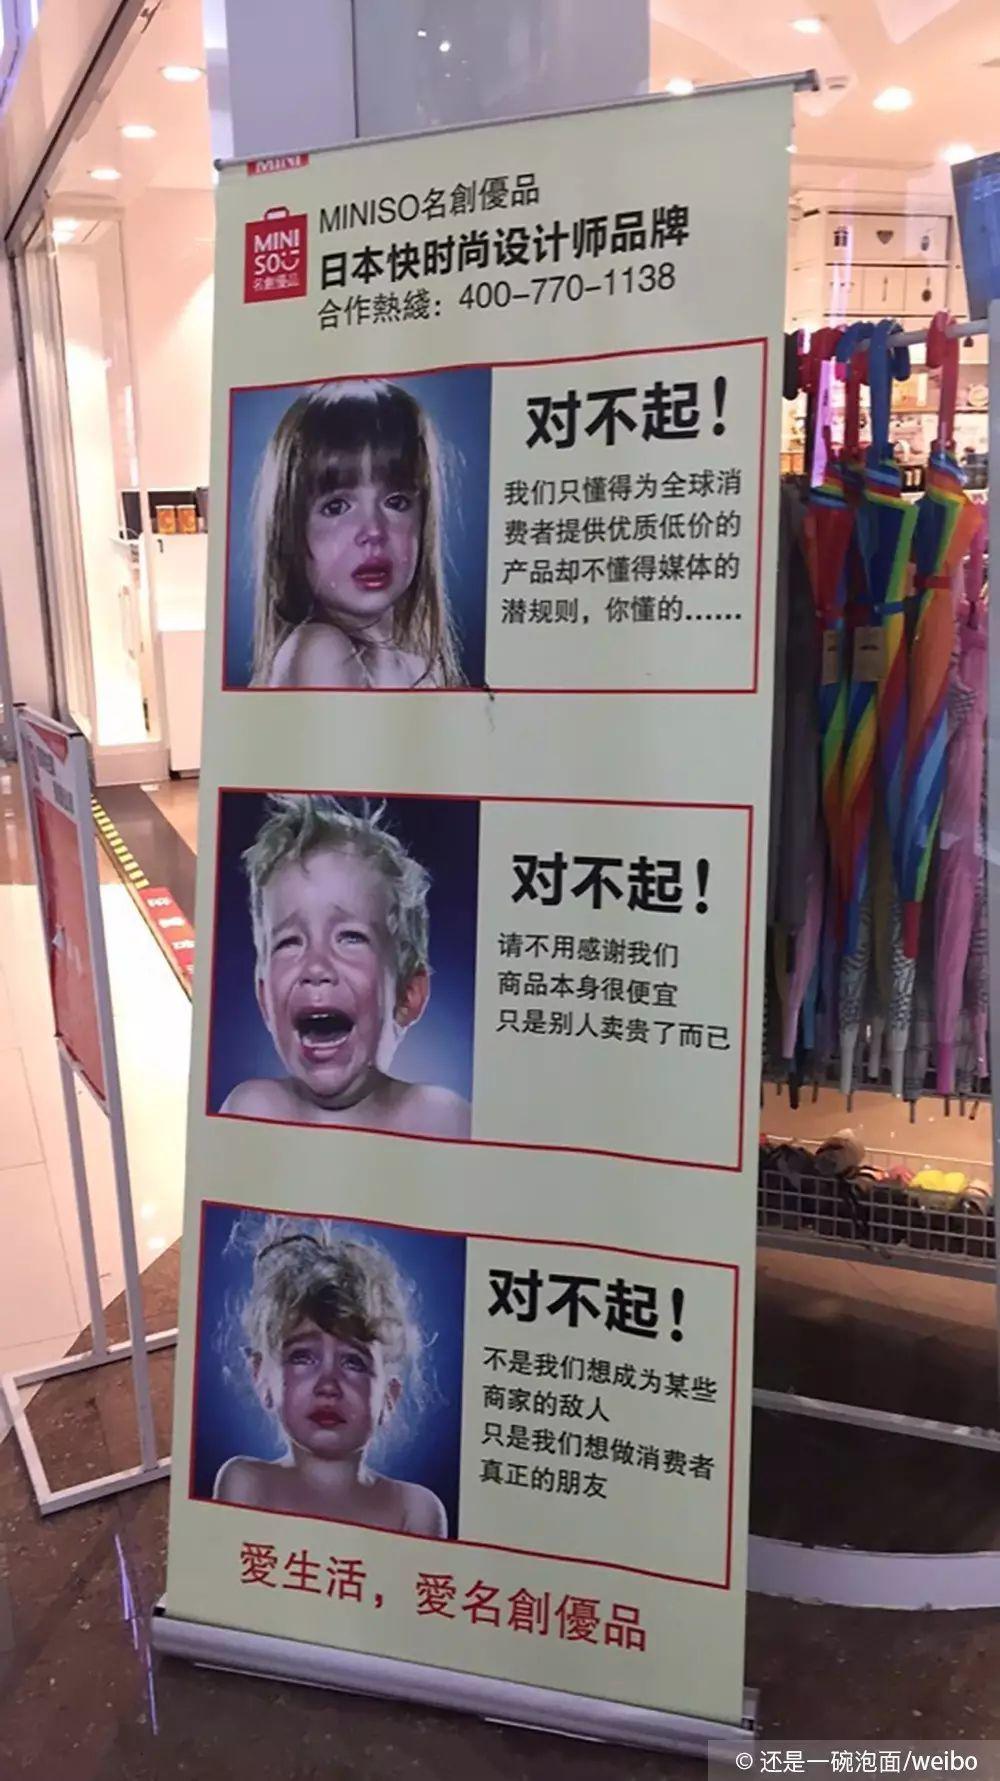 MINI
MINI
SO
名創優品
MINISO名創優品
日本快时尚设计师品牌
合作熱綫：400-770-1138
对不起！
我们只懂得为全球消
费者提供优质低价的
产品却不懂得媒体的
潜规则，你懂的……
对不起！
请不用感谢我们
商品本身很便宜
只是别人卖贵了而已
对不起！
不是我们想成为某些
商家的敌人
只是我们想做消费者
真正的朋友
愛生活，愛名創優品
© 还是一碗泡面/weibo